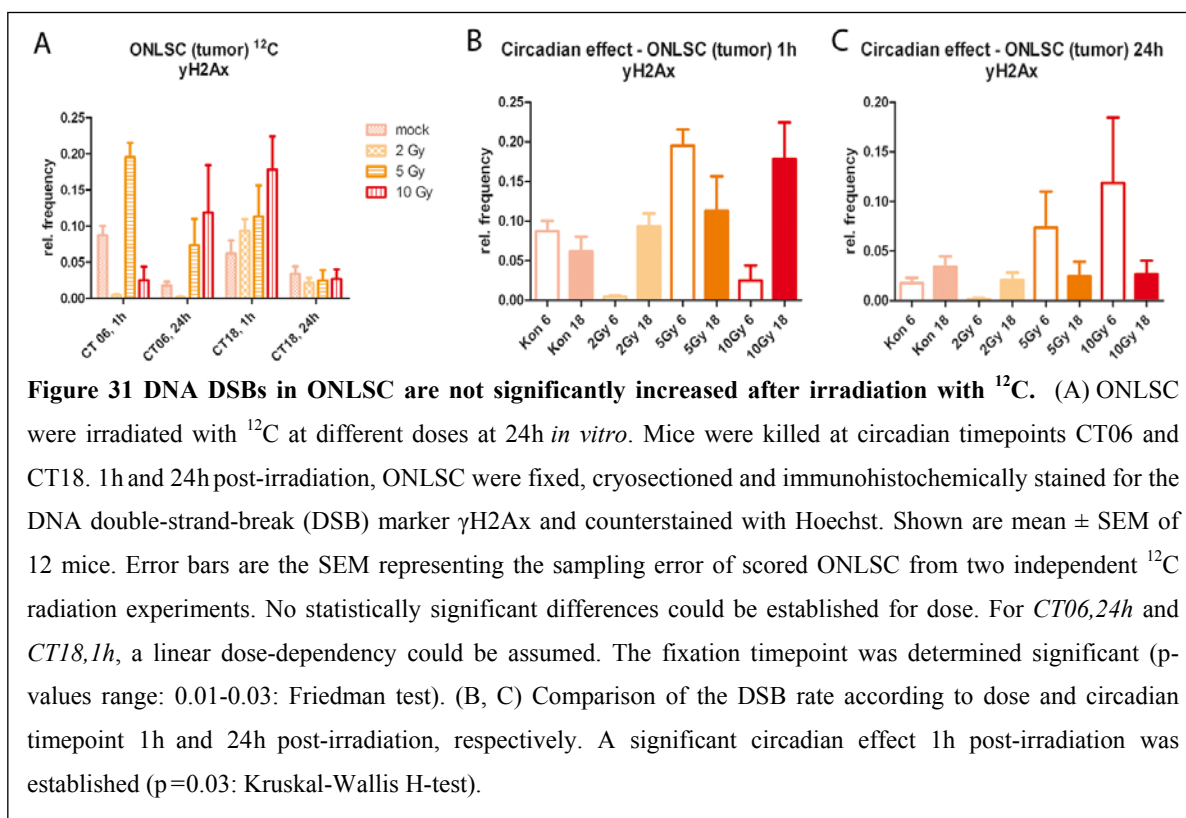 A
ONLSC (tumor) ¹²C
yH2Ax
rel. frequency
0.25
0.20
0.15
0.10
0.05
0.00
CT 06, 1h
CT06, 24h
CT18, 1h
CT18, 24h
mock
2 Gy
5 Gy
10 Gy
B
Circadian effect - ONLSC (tumor) 1h
yH2Ax
rel. frequency
0.25
0.20
0.15
0.10
0.05
0.00
Kon 6
Kon 18
2Gy 6
2Gy 18
5Gy 6
5Gy 18
10Gy 6
10Gy 18
C
Circadian effect - ONLSC (tumor) 24h
yH2Ax
rel. frequency
0.20
0.15
0.10
0.05
0.00
Kon 6
Kon 18
2Gy 6
2Gy 18
5Gy 6
5Gy 18
10Gy 6
10Gy 18
Figure 31 DNA DSBs in ONLSC are not significantly increased after irradiation with ¹²C. (A) ONLSC
were irradiated with ¹²C at different doses at 24h in vitro. Mice were killed at circadian timepoints CT06 and
CT18. 1h and 24h post-irradiation, ONLSC were fixed, cryosectioned and immunohistochemically stained for the
DNA double-strand-break (DSB) marker γH2Ax and counterstained with Hoechst. Shown are mean ± SEM of
12 mice. Error bars are the SEM representing the sampling error of scored ONLSC from two independent ¹²C
radiation experiments. No statistically significant differences could be established for dose. For CT06,24h and
CT18,1h, a linear dose-dependency could be assumed. The fixation timepoint was determined significant (p-
values range: 0.01-0.03: Friedman test). (B, C) Comparison of the DSB rate according to dose and circadian
timepoint 1h and 24h post-irradiation, respectively. A significant circadian effect 1h post-irradiation was
established (p=0.03: Kruskal-Wallis H-test).